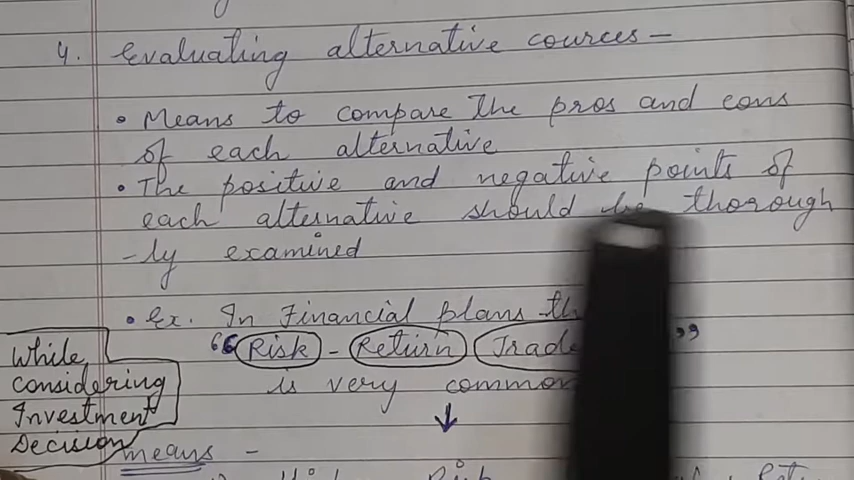 4. Evaluating alternative cources -
• Means to compare The pros and cons
of each alternative
• The positive and negative points of
each alternative should be thorough
-ly examined
• ex. In Financial plans
"Risk - Return Trade "
is very common
While
considering
Investment
Decision
means -